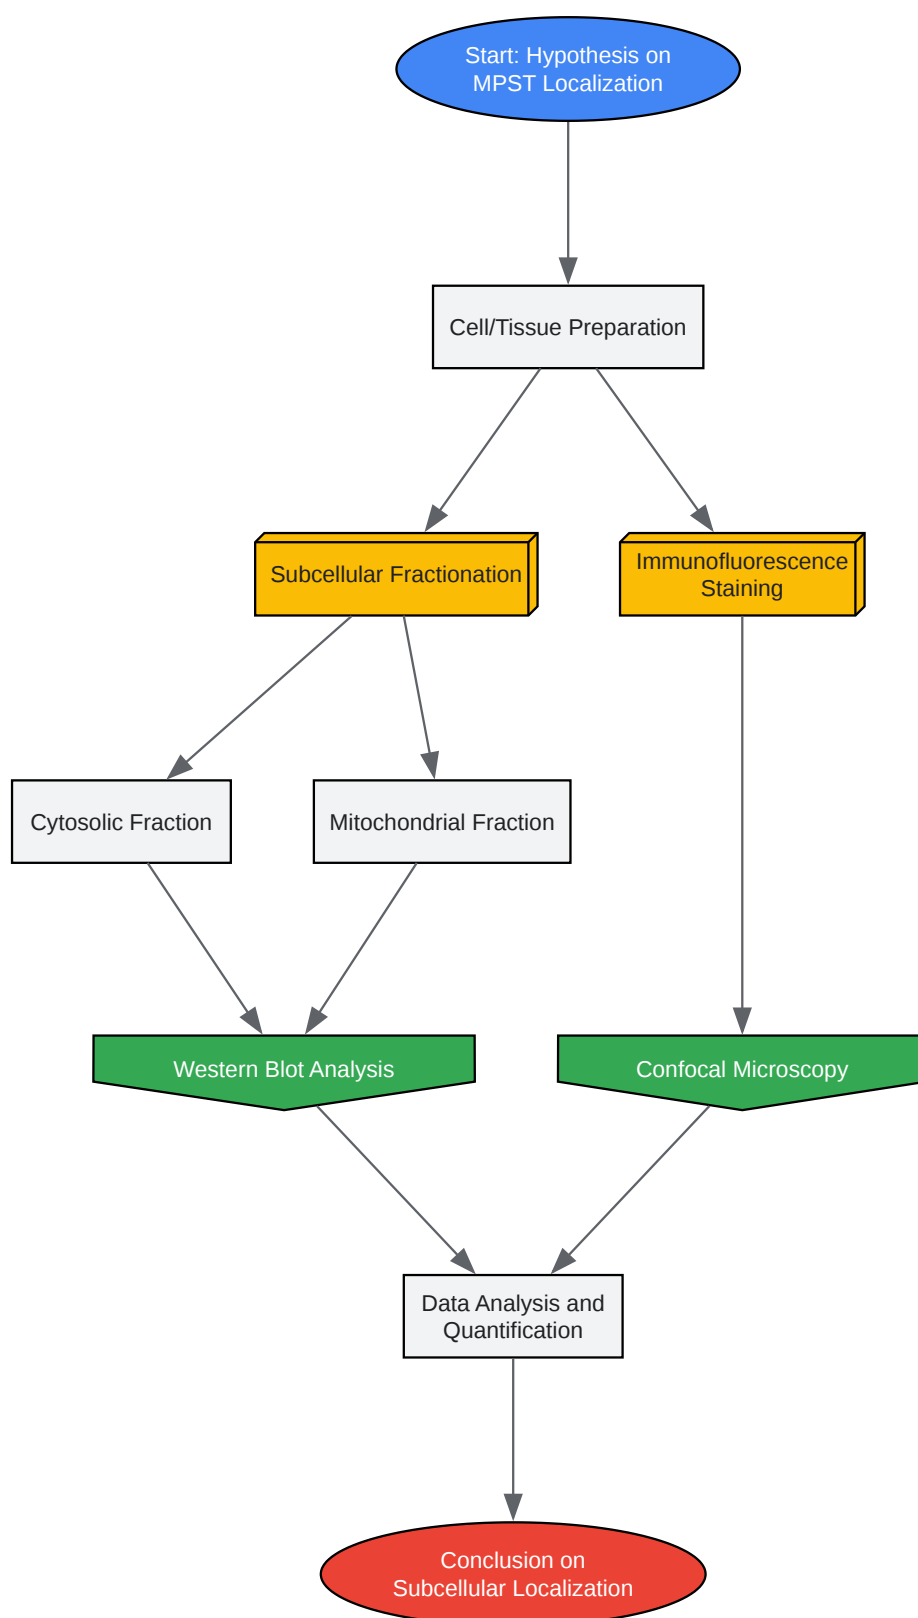 Start: Hypothesis on
MPST Localization
Cell/Tissue Preparation
Subcellular Fractionation
Immunofluorescence
Staining
Cytosolic Fraction
Mitochondrial Fraction
Western Blot Analysis
Confocal Microscopy
Data Analysis and
Quantification
Conclusion on
Subcellular Localization